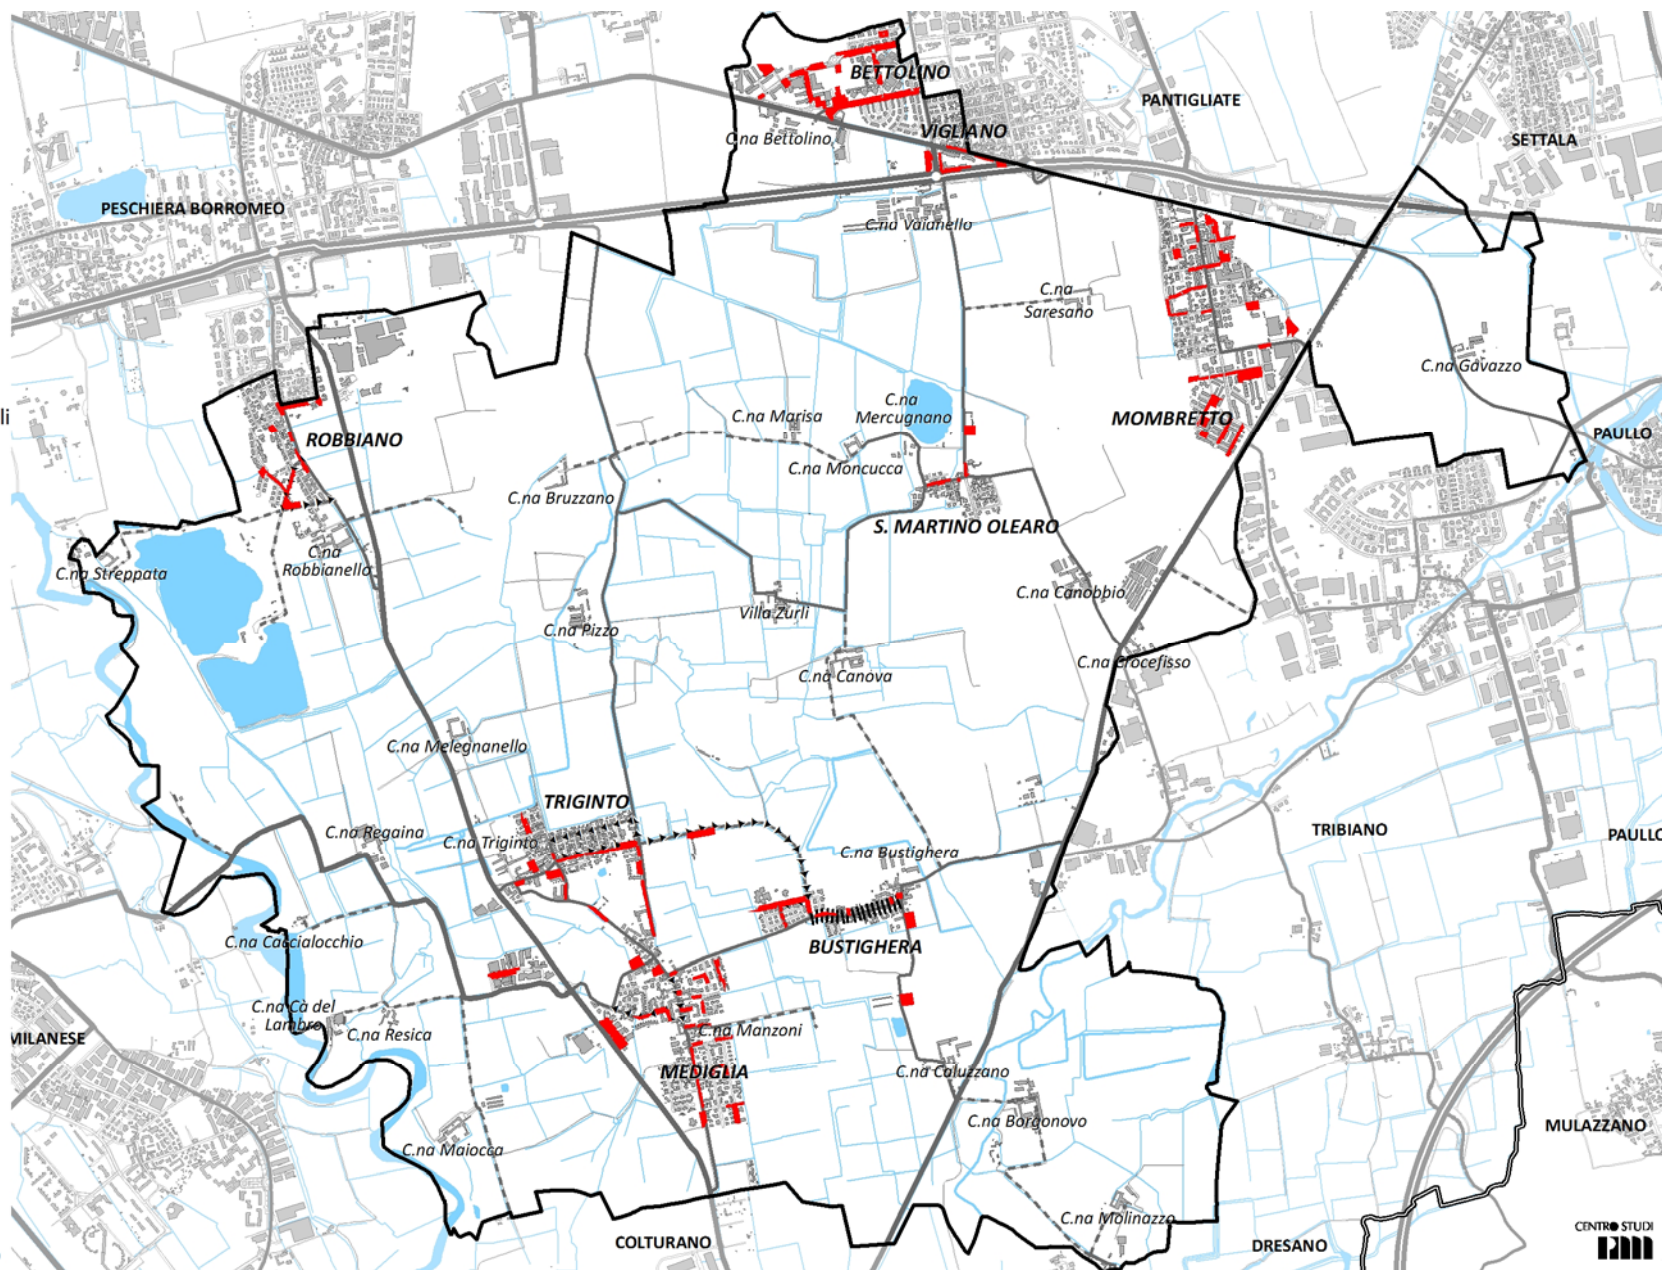 BETTOLINO
PANTIGLIATE
VIGLIANO
C.na Bettolino
SETTALA
PESCHIERA BORROMEO
C.na Vaianello
C.na
Saresano
C.na Gavazzo
li
C.na Marisa
C.na
Mercugnano
MOMBRETTO
ROBBIANO
PAULLO
C.na Moncucca
C.na Bruzzano
S. MARTINO OLEARO
C.na
Robbianello
C.na Streppata
C.na Canobbio
Villa Zurli
C.na Pizzo
C.na Crocefisso
C.na Canova
C.na Melegnanello
TRIGINTO
C.na Regaina
TRIBIANO
PAULLO
C.na Triginto
C.na Bustighera
C.na Caccialocchio
BUSTIGHERA
C.na Cà del
Lambro
C.na Resica
C.na Manzoni
MILANESE
MEDIGLIA
C.na Caluzzano
C.na Borgonovo
MULAZZANO
C.na Maiocca
C.na Molinazzo
COLTURANO
DRESANO
CENTRO STUDI
PIM